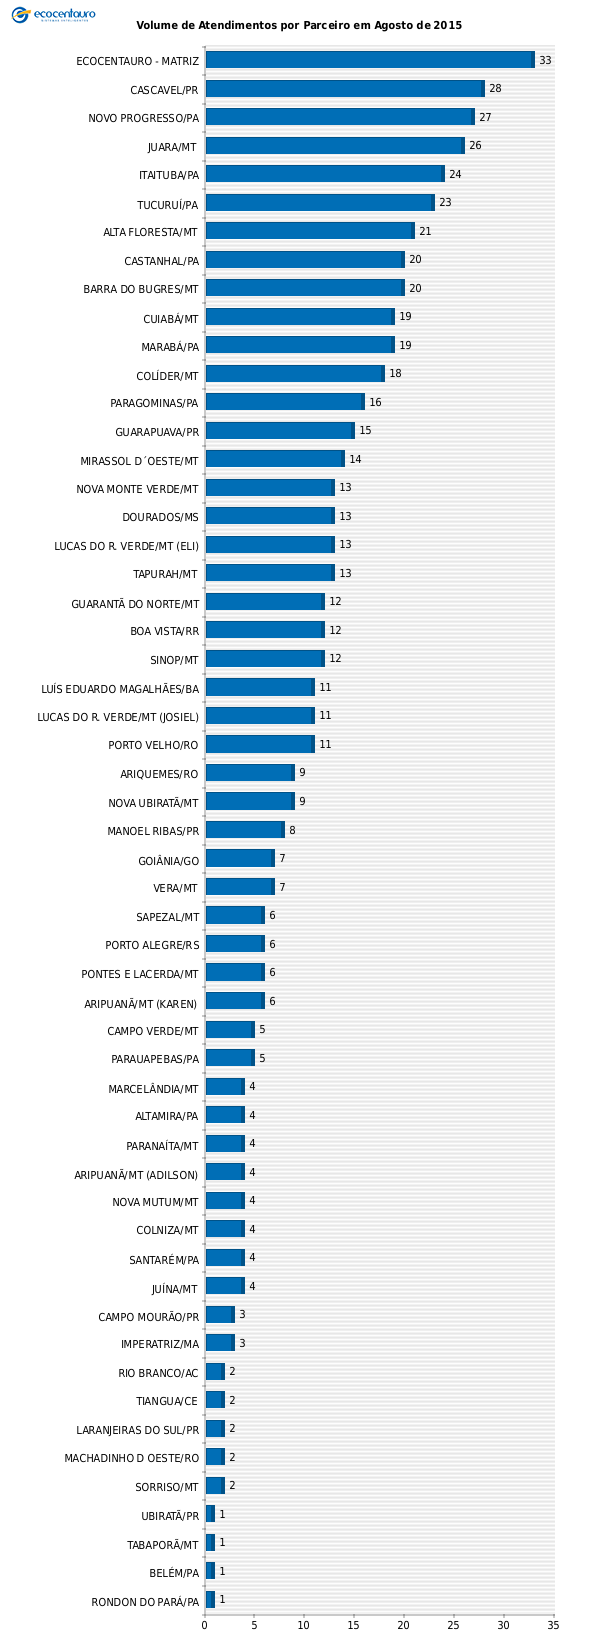 ecocentauro
Volume de Atendimentos por Parceiro em Agosto de 2015
ECOCENTAURO - MATRIZ 33
CASCAVEL/PR 28
NOVO PROGRESSO/PA 27
JUARA/MT 26
ITAITUBA/PA 24
TUCURUÍ/PA 23
ALTA FLORESTA/MT 21
CASTANHAL/PA 20
BARRA DO BUGRES/MT 20
CUIABÁ/MT 19
MARABÁ/PA 19
COLÍDER/MT 18
PARAGOMINAS/PA 16
GUARAPUAVA/PR 15
MIRASSOL D´OESTE/MT 14
NOVA MONTE VERDE/MT 13
DOURADOS/MS 13
LUCAS DO R. VERDE/MT (ELI) 13
TAPURAH/MT 13
GUARANTÃ DO NORTE/MT 12
BOA VISTA/RR 12
SINOP/MT 12
LUÍS EDUARDO MAGALHÃES/BA 11
LUCAS DO R. VERDE/MT (JOSIEL) 11
PORTO VELHO/RO 11
ARIQUEMES/RO 9
NOVA UBIRATÃ/MT 9
MANOEL RIBAS/PR 8
GOIÂNIA/GO 7
VERA/MT 7
SAPEZAL/MT 6
PORTO ALEGRE/RS 6
PONTES E LACERDA/MT 6
ARIPUANÃ/MT (KAREN) 6
CAMPO VERDE/MT 5
PARAUAPEBAS/PA 5
MARCELÂNDIA/MT 4
ALTAMIRA/PA 4
PARANAÍTA/MT 4
ARIPUANÃ/MT (ADILSON) 4
NOVA MUTUM/MT 4
COLNIZA/MT 4
SANTARÉM/PA 4
JUÍNA/MT 4
CAMPO MOURÃO/PR 3
IMPERATRIZ/MA 3
RIO BRANCO/AC 2
TIANGUA/CE 2
LARANJEIRAS DO SUL/PR 2
MACHADINHO D OESTE/RO 2
SORRISO/MT 2
UBIRATÃ/PR 1
TABAPORÃ/MT 1
BELÉM/PA 1
RONDON DO PARÁ/PA 1
0 5 10 15 20 25 30 35